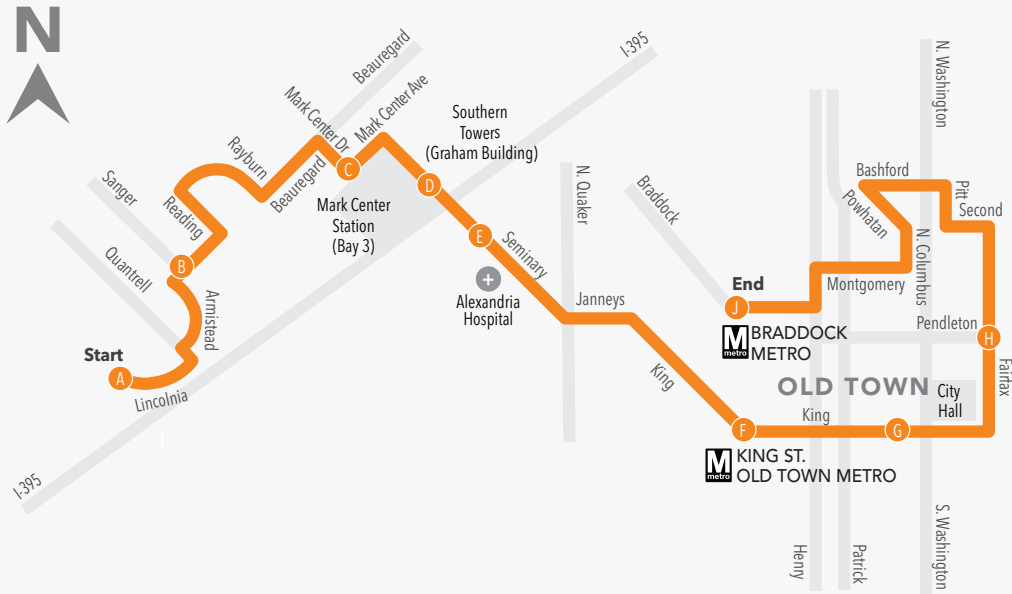 N
Beauregard
I-395
N. Washington
Mark Center Dr
Mark Center Ave
Southern
Towers
(Graham Building)
Rayburn
Beauregard
Sanger
Reading
C
D
Mark Center
Station
(Bay 3)
N. Quaker
Braddock
Bashford
Powhatan
Pitt
Second
N. Columbus
Quantrell
B
E
Seminary
Armistead
Alexandria
Hospital
Janneys
End
J
Montgomery
M
metro
BRADDOCK
METRO
Pendleton
H
Start
A
Lincolnia
King
OLD TOWN
City
Hall
Fairfax
King
F
G
1
M
metro
KING ST.
OLD TOWN METRO
I-395
Henry
Patrick
S. Washington